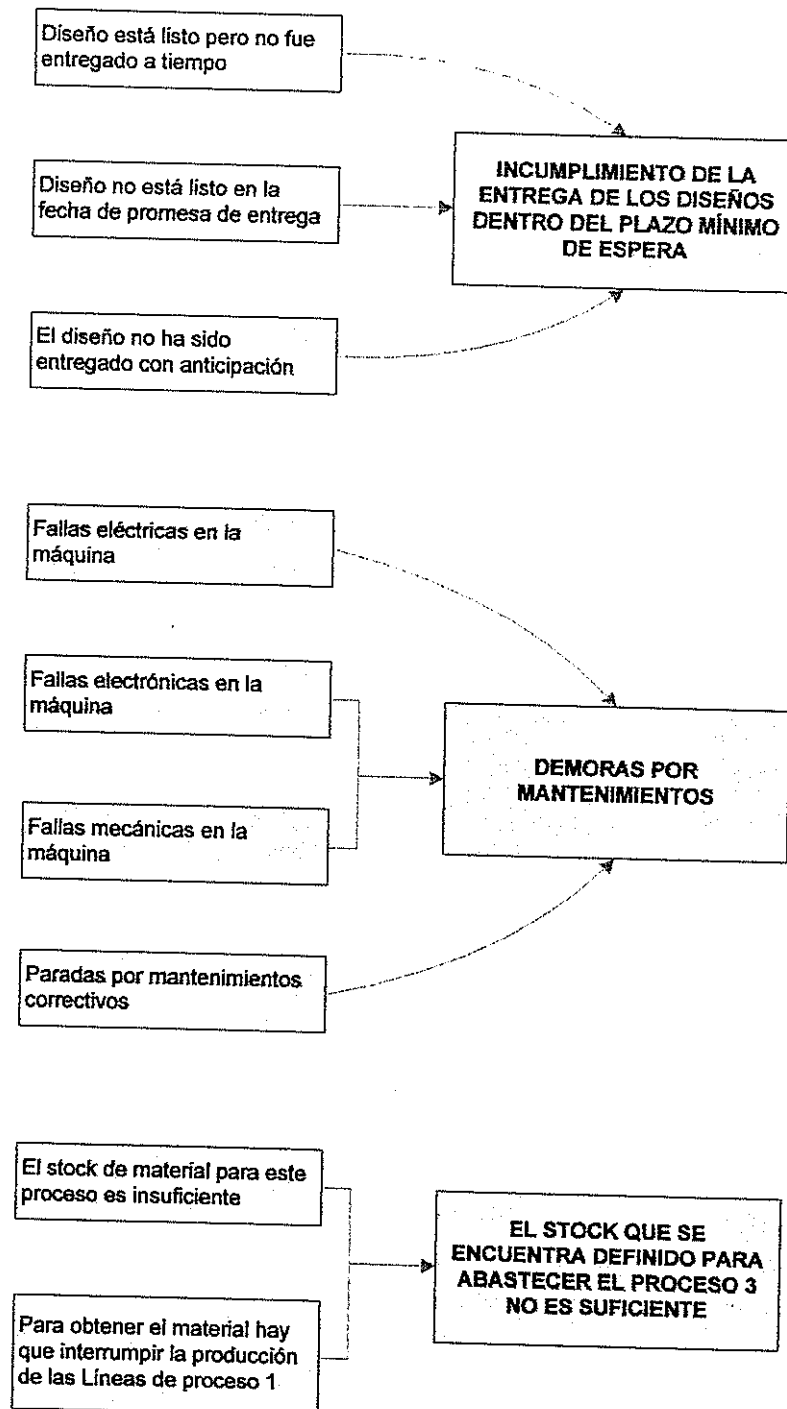 Diseño está listo pero no fue
entregado a tiempo
Diseño no está listo en la
fecha de promesa de entrega
El diseño no ha sido
entregado con anticipación
INCUMPLIMIENTO DE LA
ENTREGA DE LOS DISEÑOS
DENTRO DEL PLAZO MÍNIMO
DE ESPERA
Fallas eléctricas en la
máquina
Fallas electrónicas en la
máquina
Fallas mecánicas en la
máquina
Paradas por mantenimientos
correctivos
DEMORAS POR
MANTENIMIENTOS
El stock de material para este
proceso es insuficiente
Para obtener el material hay
que interrumpir la producción
de las Líneas de proceso 1
EL STOCK QUE SE
ENCUENTRA DEFINIDO PARA
ABASTECER EL PROCESO 3
NO ES SUFICIENTE